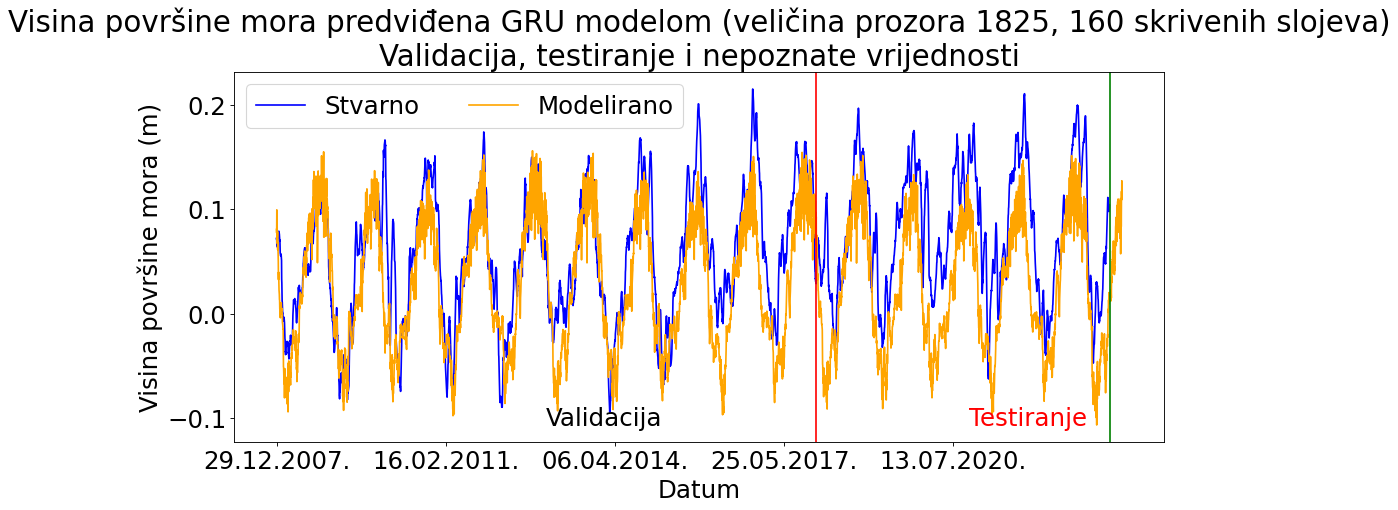 Visina površine mora predviđena GRU modelom (veličina prozora 1825, 160 skrivenih slojeva)
Validacija, testiranje i nepoznate vrijednosti
Stvarno Modelirano
Visina površine mora (m)
0.2
0.1
0.0
−0.1
Validacija Testiranje
29.12.2007. 16.02.2011. 06.04.2014. 25.05.2017. 13.07.2020.
Datum